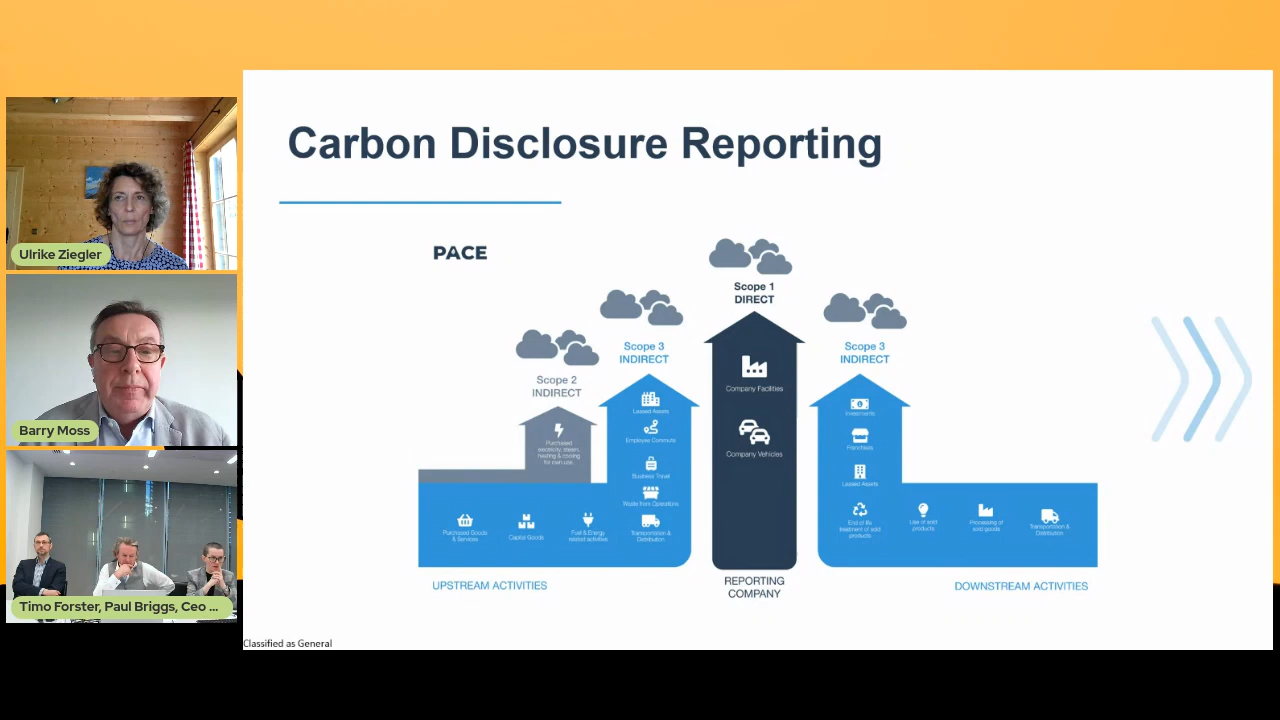 Carbon Disclosure Reporting
PACE
Scope 1
DIRECT
Scope 3
INDIRECT
Scope 3
INDIRECT
Scope 2
INDIRECT
Purchased
electricity, steam,
heating & cooling
for own use
Leased Assets
Employee Commute
Business Travel
Waste from Operations
Purchased Goods
& Services
Capital Goods
Fuel & Energy
related activities
Transportation &
Distribution
Company Facilities
Company Vehicles
Investments
Franchises
Leased Assets
End of life
treatment of sold
products
Use of sold
products
Processing of
sold goods
Transportation &
Distribution
UPSTREAM ACTIVITIES
REPORTING
COMPANY
DOWNSTREAM ACTIVITIES
Classified as General
Ulrike Ziegler
Barry Moss
Timo Forster, Paul Briggs, Ceo ...